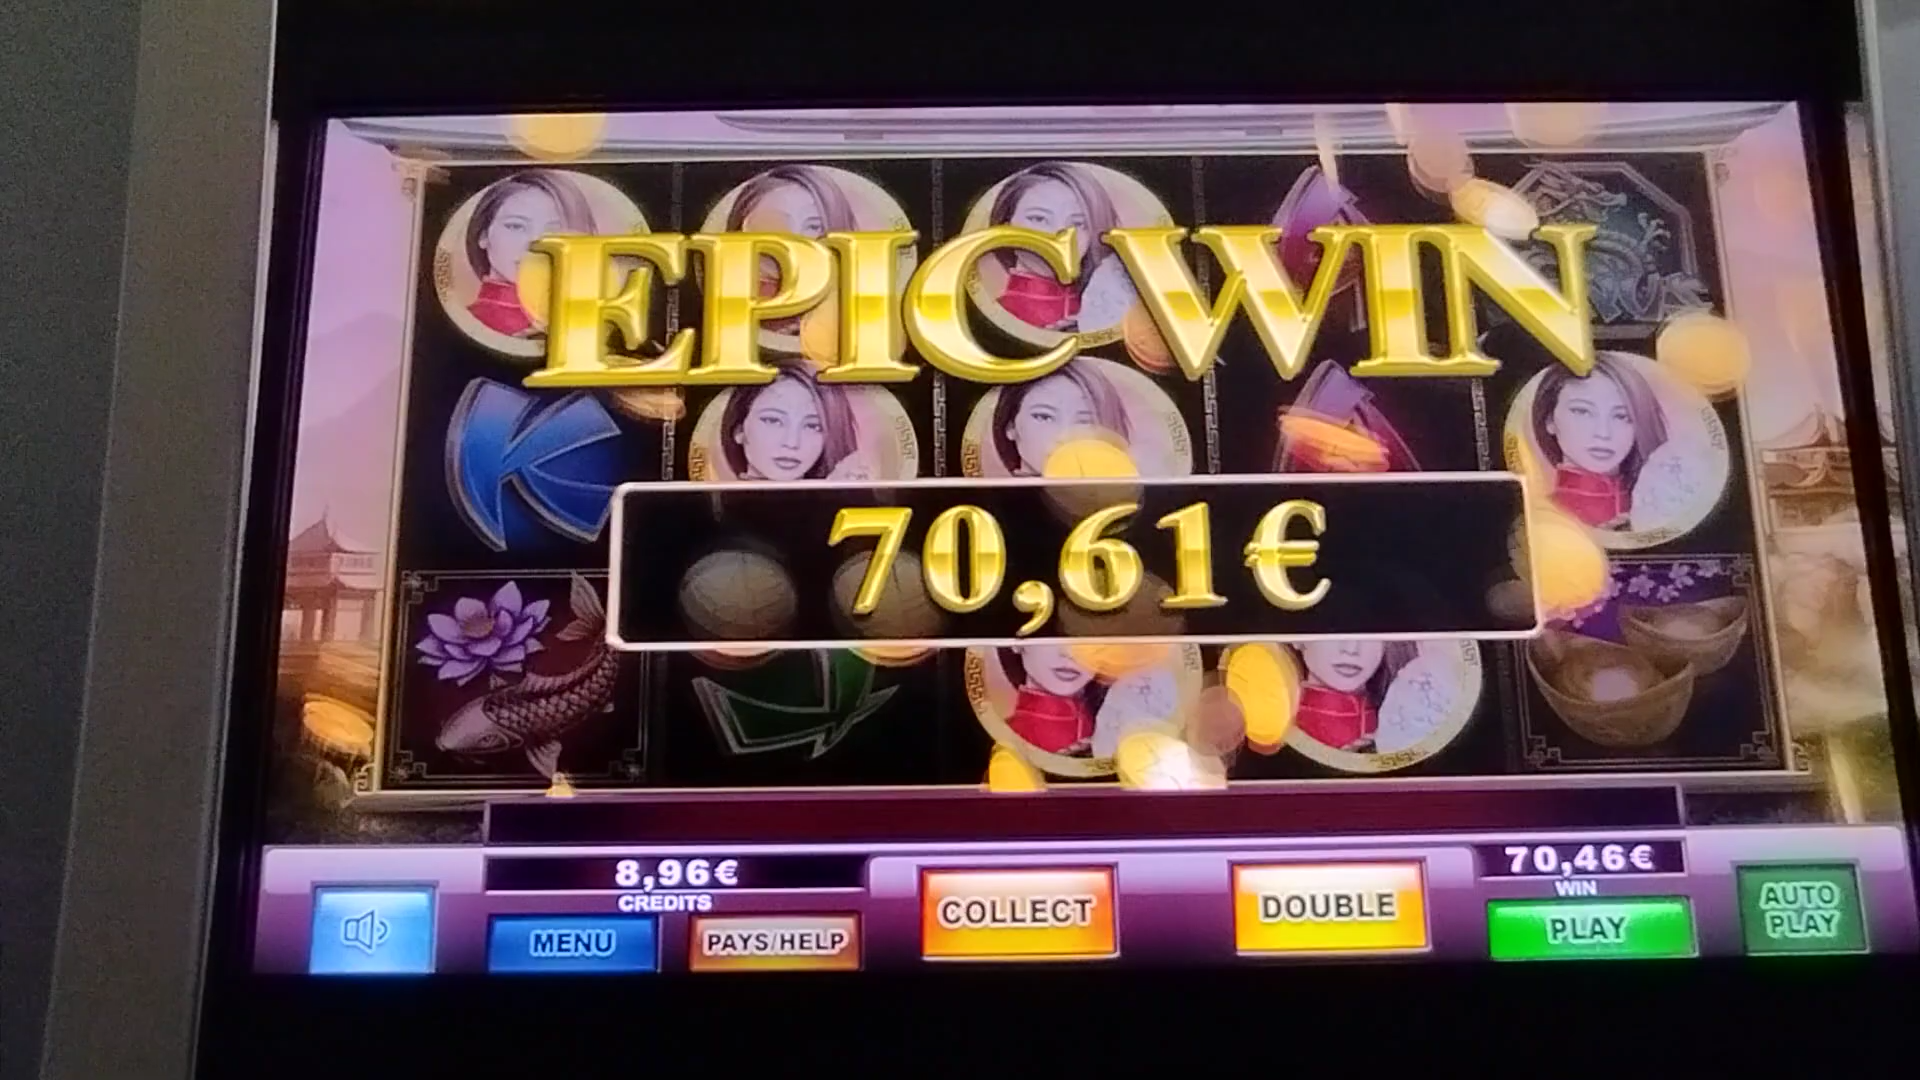 EPIC WIN
K
70,61€
J
8,96€
CREDITS
MENU
PAYS/HELP
COLLECT
DOUBLE
70,46€
WIN
PLAY
AUTO
PLAY